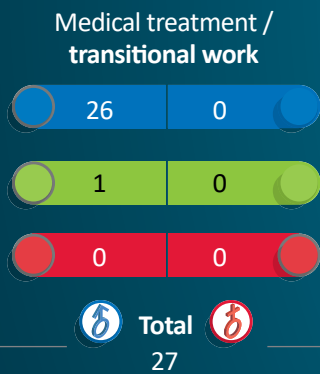 Medical treatment /
transitional work
26 0
1 0
0 0
Total
27